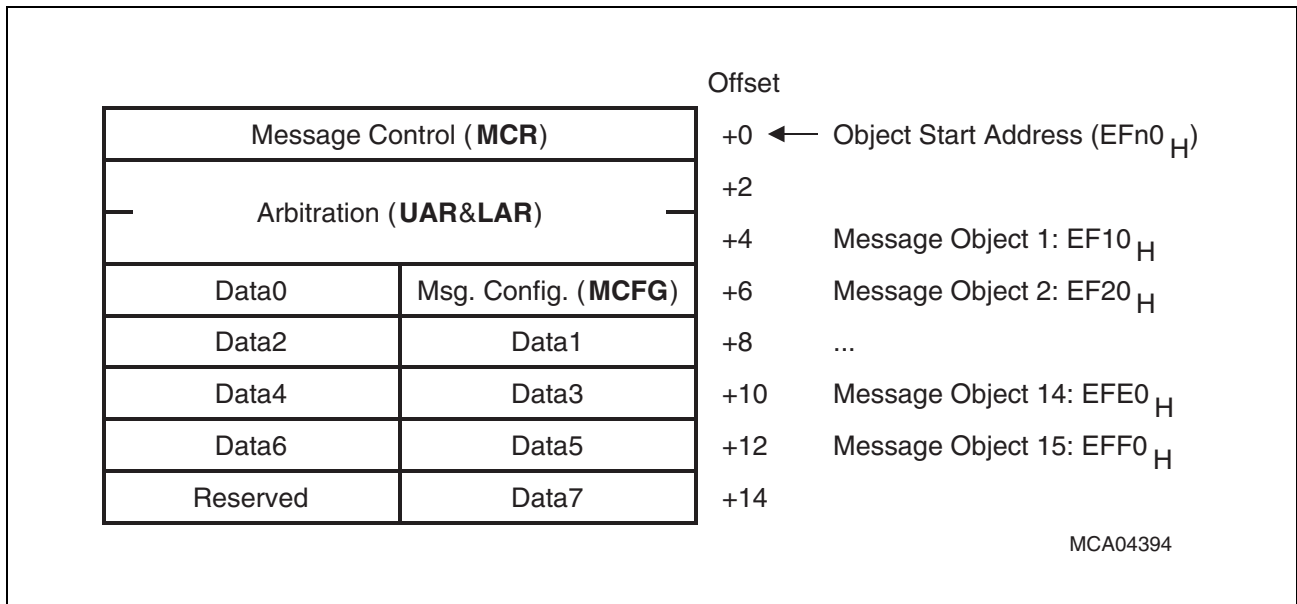 Offset
Message Control (MCR) +0 Object Start Address (EFn0H)
+2
Arbitration (UAR&LAR)
+4 Message Object 1: EF10H
Data0 Msg. Config. (MCFG) +6 Message Object 2: EF20H
Data2 Data1 +8 ...
Data4 Data3 +10 Message Object 14: EFE0H
Data6 Data5 +12 Message Object 15: EFF0H
Reserved Data7 +14
MCA04394